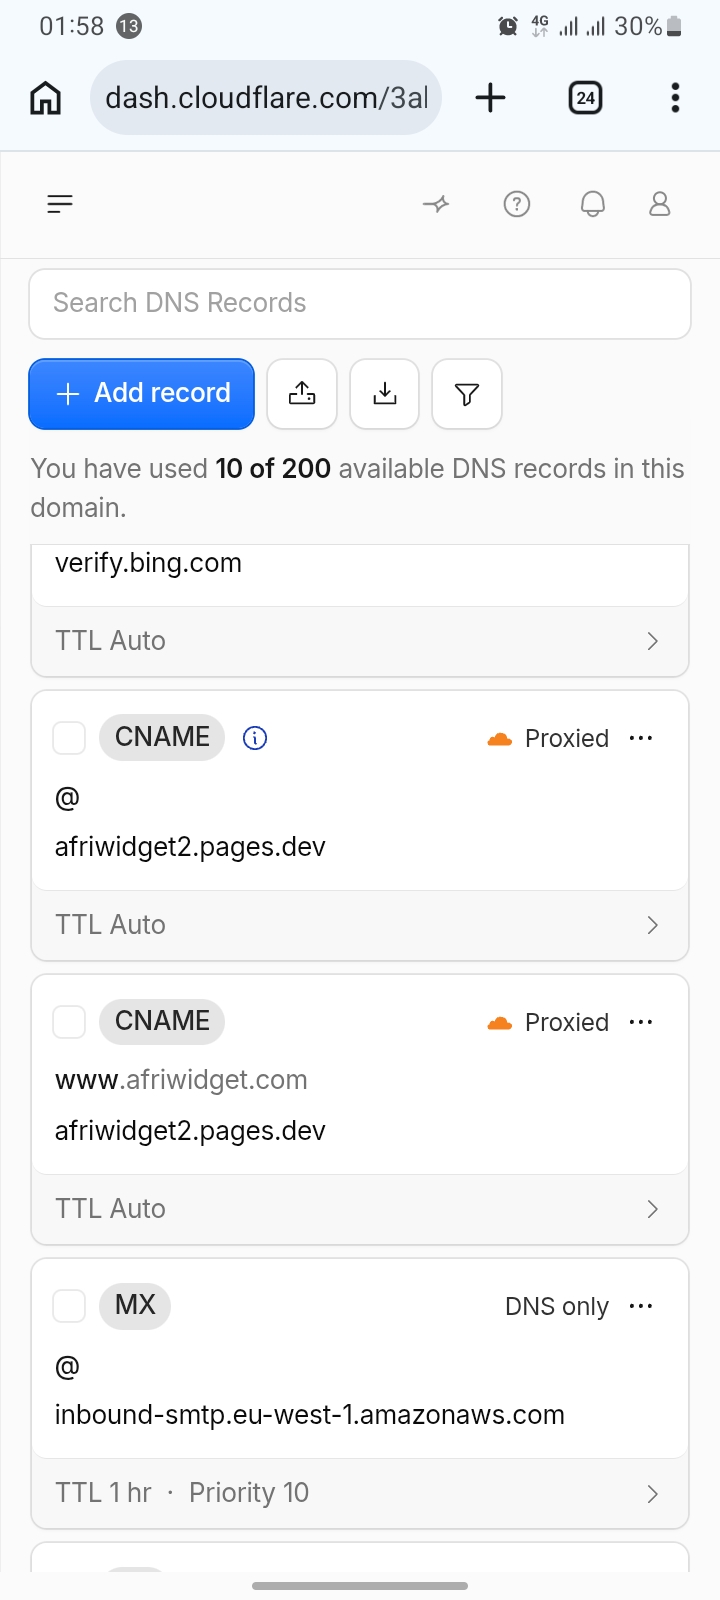 01:58 13 4G 30%
dash.cloudflare.com/3al 24
Search DNS Records
Add record
You have used 10 of 200 available DNS records in this
domain.
verify.bing.com
TTL Auto
CNAME Proxied
@
afriwidget2.pages.dev
TTL Auto
CNAME Proxied
www.afriwidget.com
afriwidget2.pages.dev
TTL Auto
MX DNS only
@
inbound-smtp.eu-west-1.amazonaws.com
TTL 1 hr · Priority 10